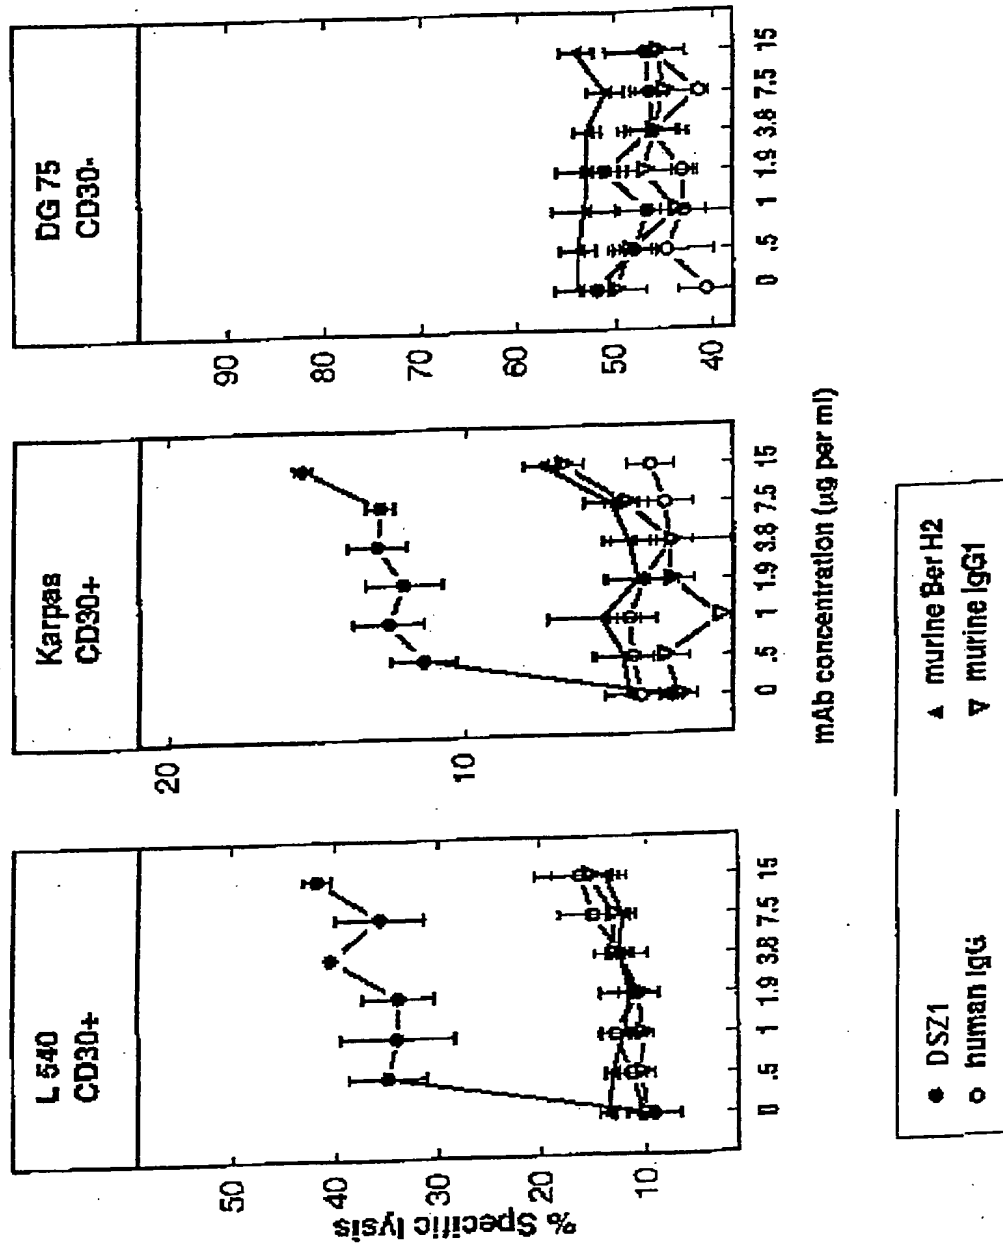 L 540
CD30+
Karpas
CD30+
DG 75
CD30-
% Specific lysis
50
40
30
20
10
0 .5 1 1.9 3.8 7.5 15
20
10
0 .5 1 1.9 3.8 7.5 15
90
80
70
60
50
40
0 .5 1 1.9 3.8 7.5 15
mAb concentration (µg per ml)
DSZ1
murine Ber H2
human IgG
murine IgG1